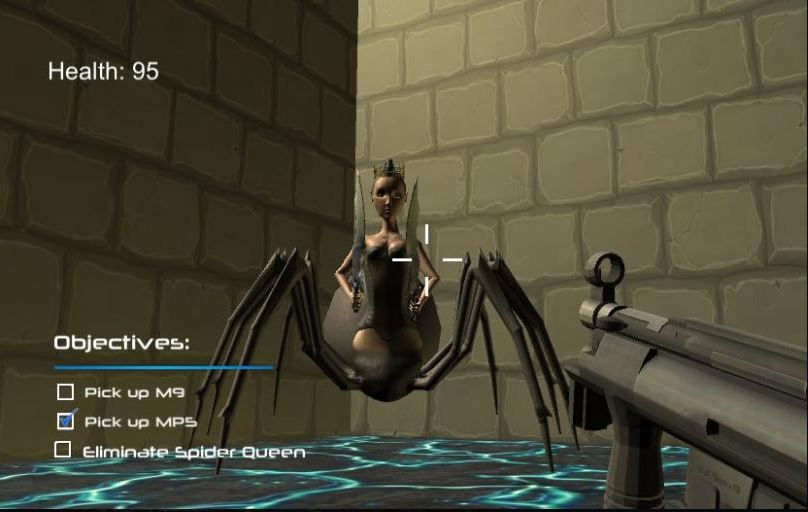 Health: 95
Objectives:
Pick up M9
Pick up MP5
Eliminate Spider Queen